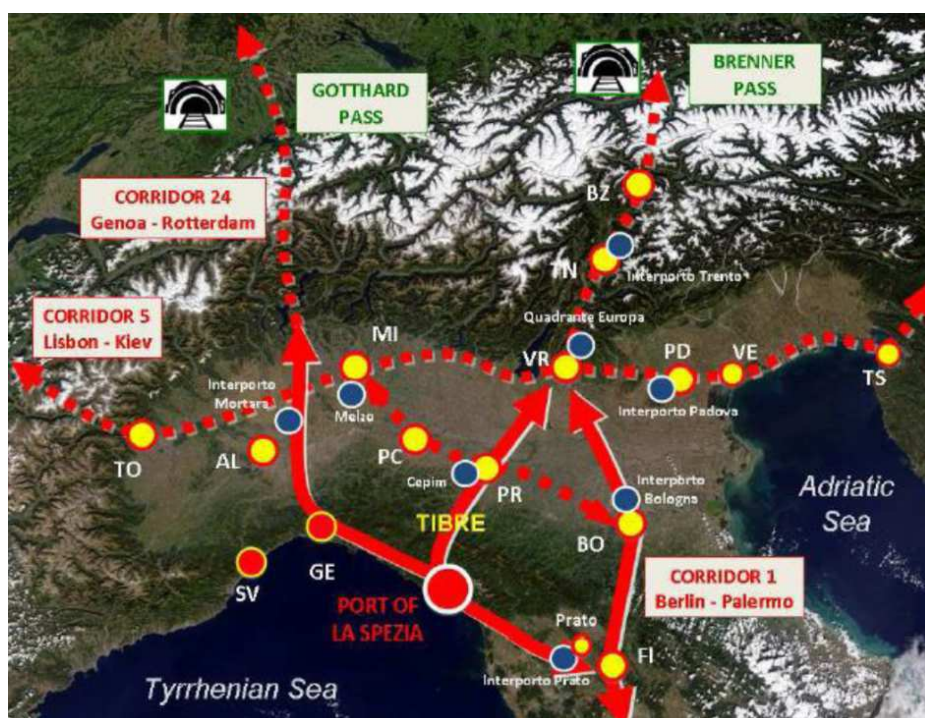 GOTTHARD
PASS
BRENNER
PASS
CORRIDOR 24
Genoa - Rotterdam
BZ
TN
Interporto Trento
CORRIDOR 5
Lisbon - Kiev
Quadrante Europa
MI
VR
PD
VE
TS
Interporto
Mortara
Melzo
Interporto Padova
TO
AL
PC
Cepim
PR
Interporto
Bologna
Adriatic
Sea
TIBRE
BO
GE
SV
CORRIDOR 1
Berlin - Palermo
PORT OF
LA SPEZIA
Prato
FI
Interporto Prato
Tyrrhenian Sea